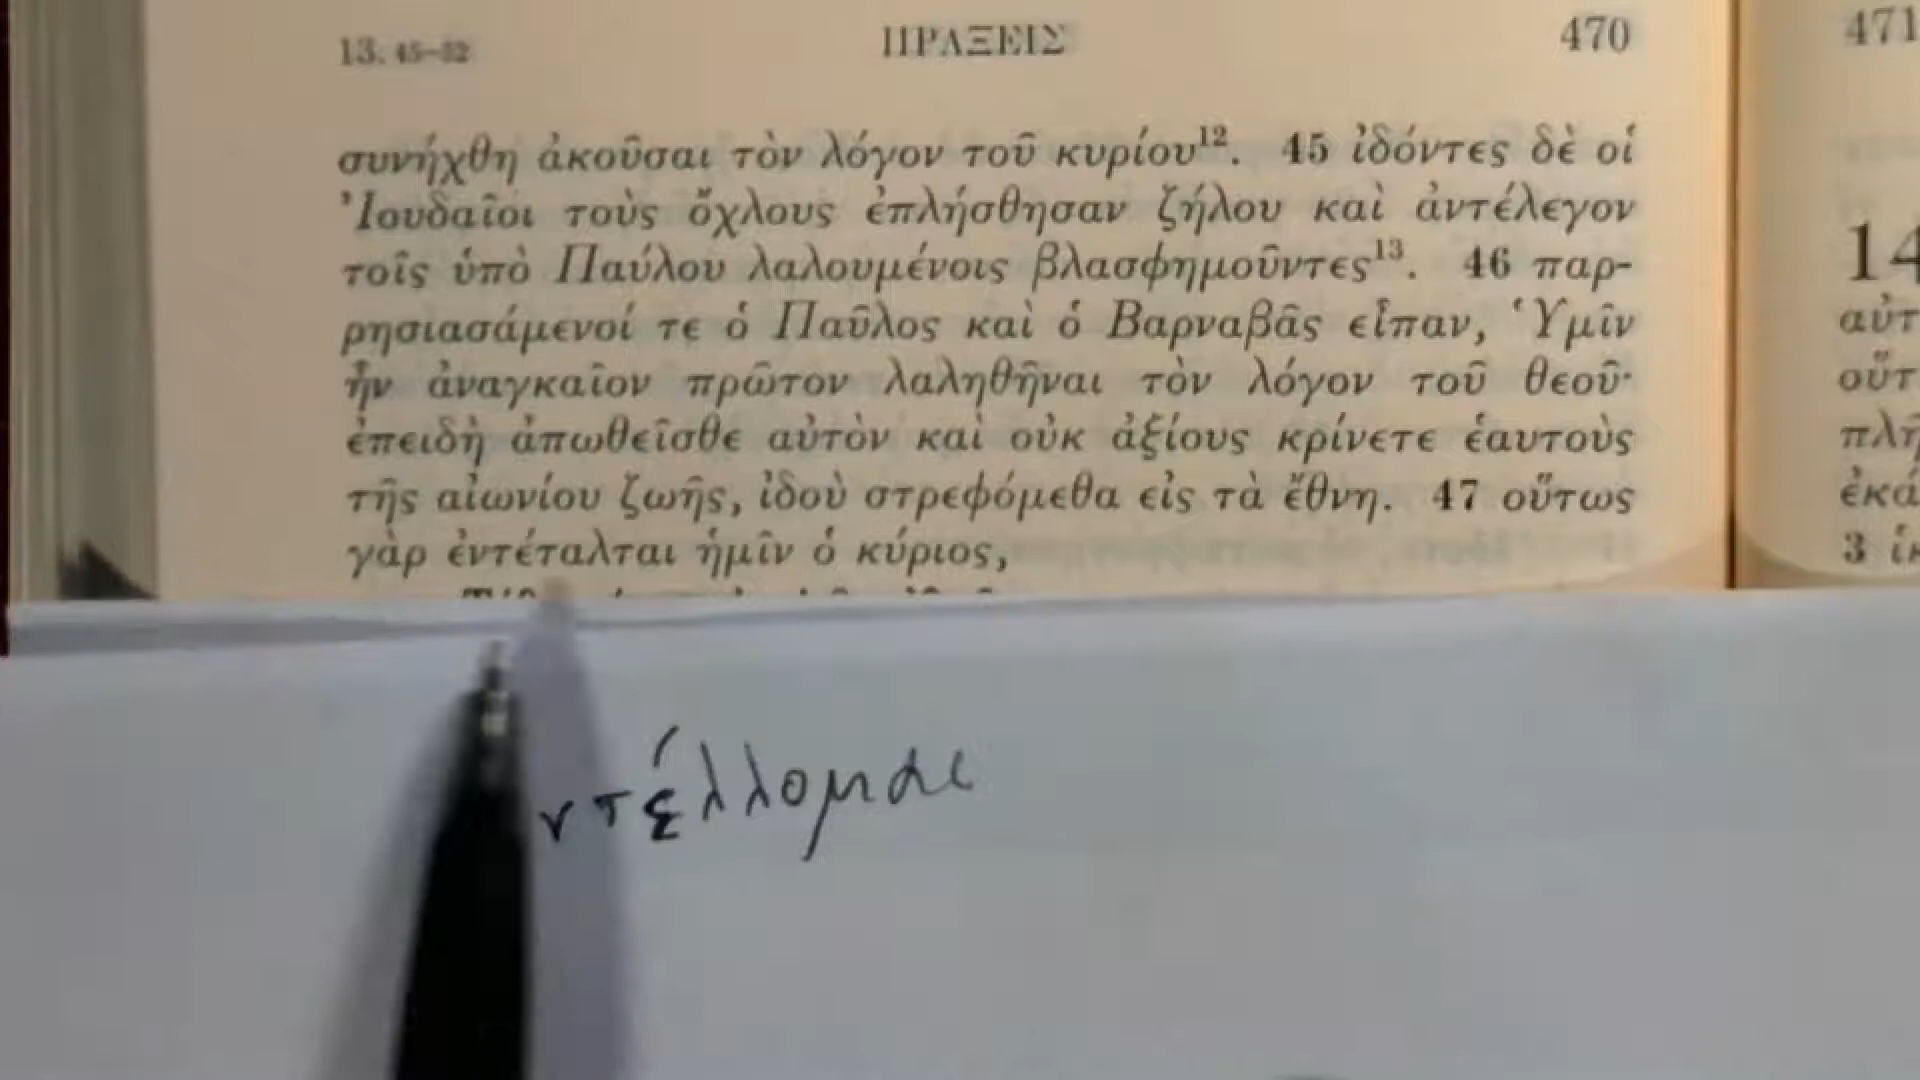 13. 45–52 ΠΡΑΞΕΙΣ 470
συνήχθη ἀκοῦσαι τὸν λόγον τοῦ κυρίου¹². 45 ἰδόντες δὲ οἱ
Ἰουδαῖοι τοὺς ὄχλους ἐπλήσθησαν ζήλου καὶ ἀντέλεγον
τοῖς ὑπὸ Παύλου λαλουμένοις βλασφημοῦντες¹³. 46 παρ-
ρησιασάμενοί τε ὁ Παῦλος καὶ ὁ Βαρναβᾶς εἶπαν, Ὑμῖν
ἦν ἀναγκαῖον πρῶτον λαληθῆναι τὸν λόγον τοῦ θεοῦ·
ἐπειδὴ ἀπωθεῖσθε αὐτὸν καὶ οὐκ ἀξίους κρίνετε ἑαυτοὺς
τῆς αἰωνίου ζωῆς, ἰδοὺ στρεφόμεθα εἰς τὰ ἔθνη. 47 οὕτως
γὰρ ἐντέταλται ἡμῖν ὁ κύριος,
ντέλλομαι
471
14
αὐτ
οὕτ
πλῆ
ἑκά
3 ἱκ